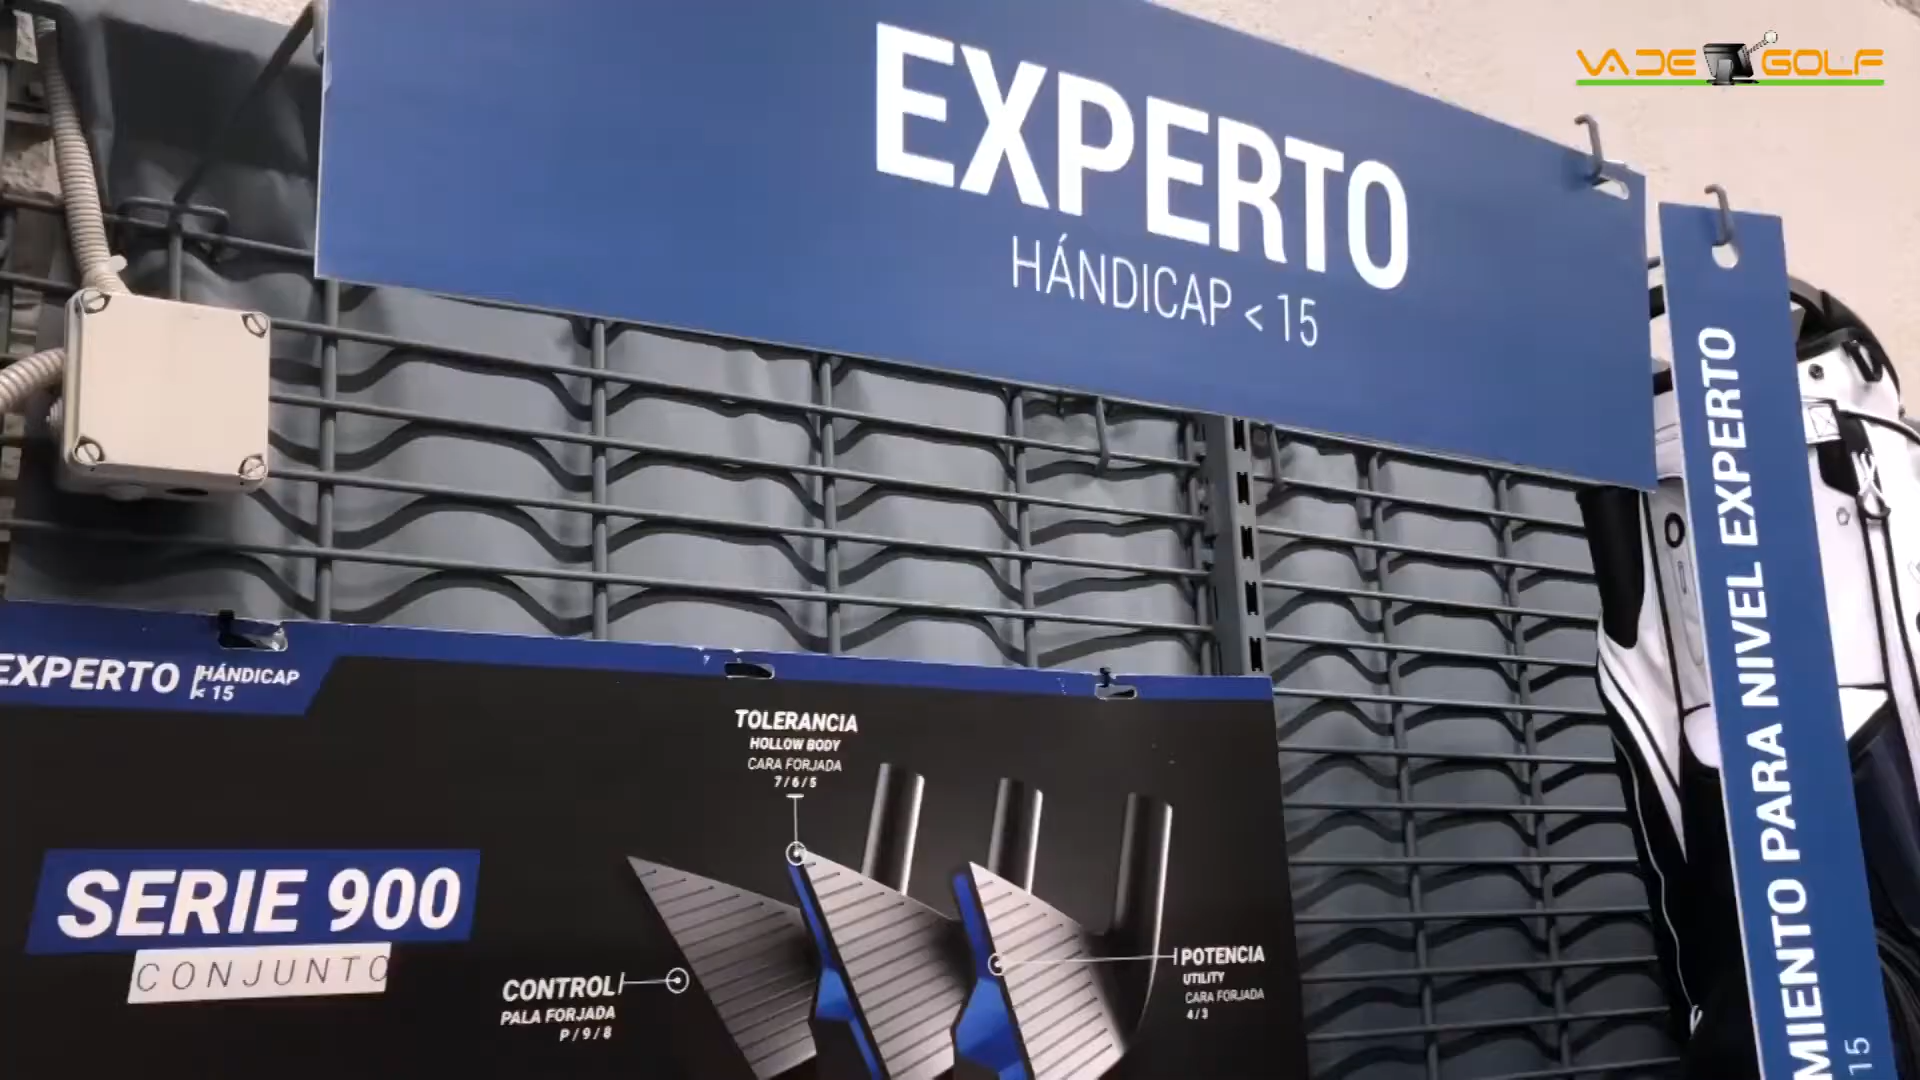 VA DE GOLF
EXPERTO
HÁNDICAP < 15
MIENTO PARA NIVEL EXPERTO
15
EXPERTO
HÁNDICAP
< 15
TOLERANCIA
HOLLOW BODY
CARA FORJADA
7/6/5
SERIE 900
CONJUNTO
CONTROL
PALA FORJADA
P/9/8
POTENCIA
UTILITY
CARA FORJADA
4/3